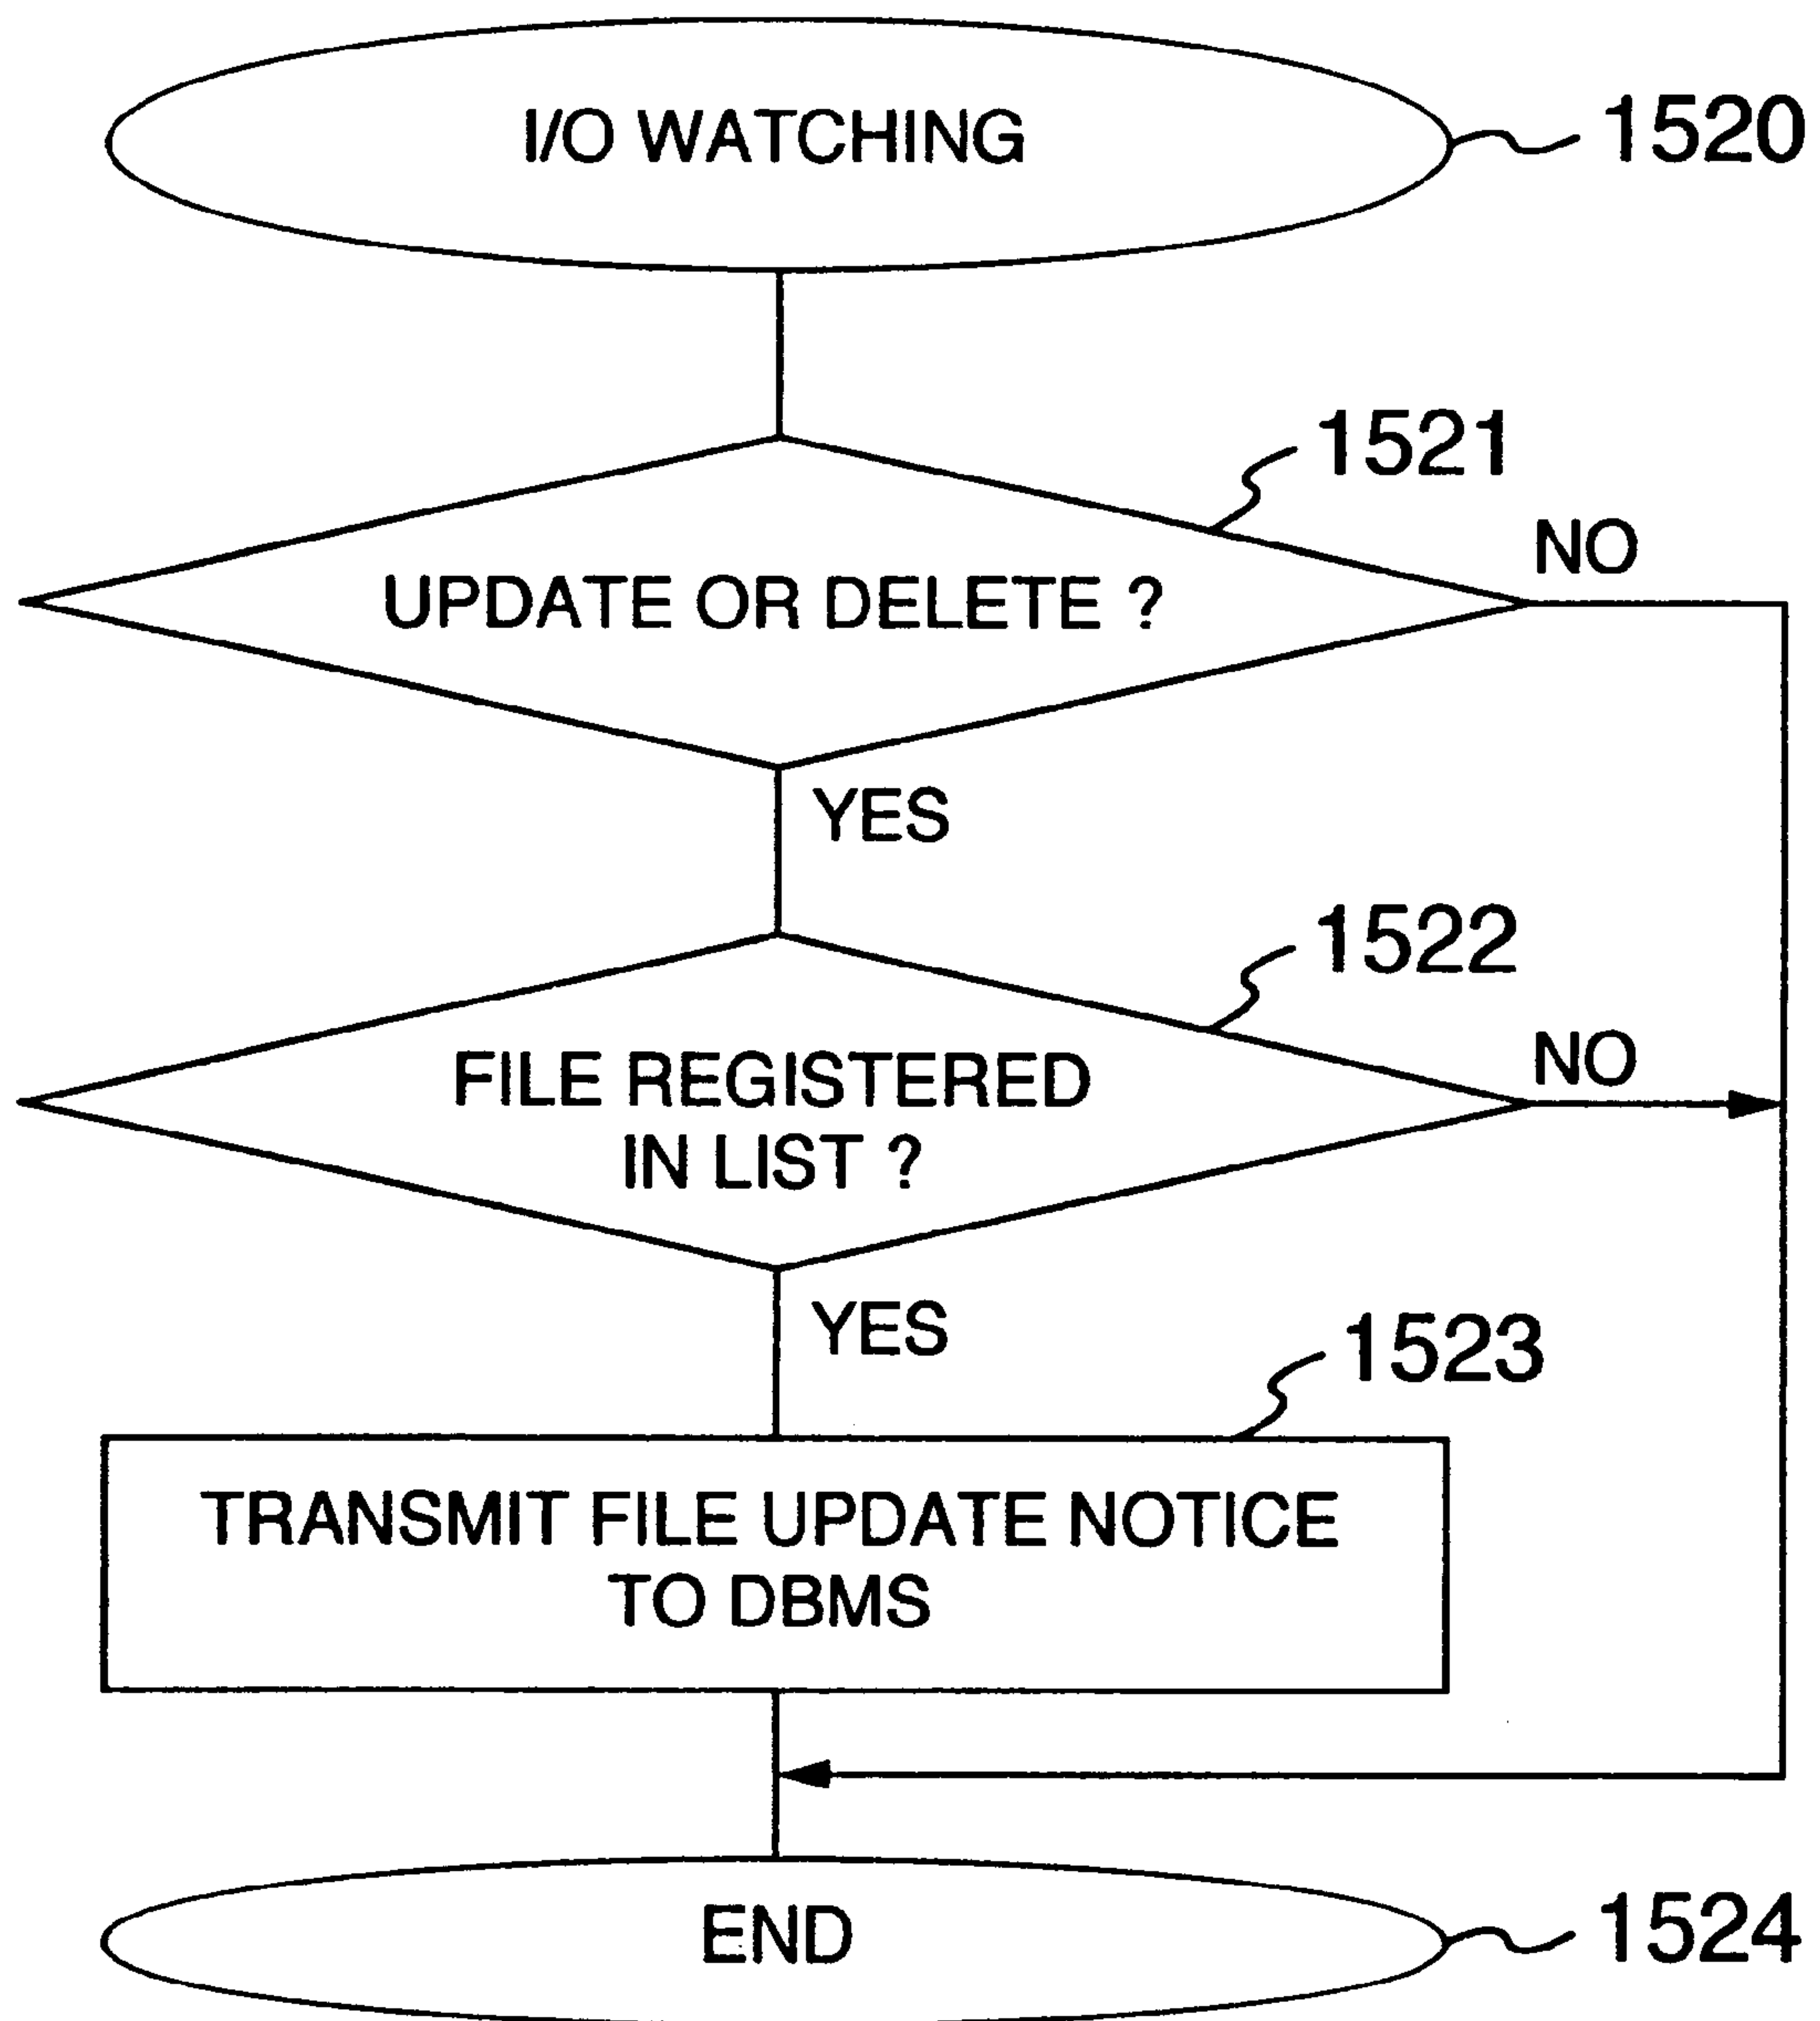 I/O WATCHING
1520
1521
UPDATE OR DELETE ?
NO
YES
1522
FILE REGISTERED
IN LIST ?
NO
YES
1523
TRANSMIT FILE UPDATE NOTICE
TO DBMS
END
1524